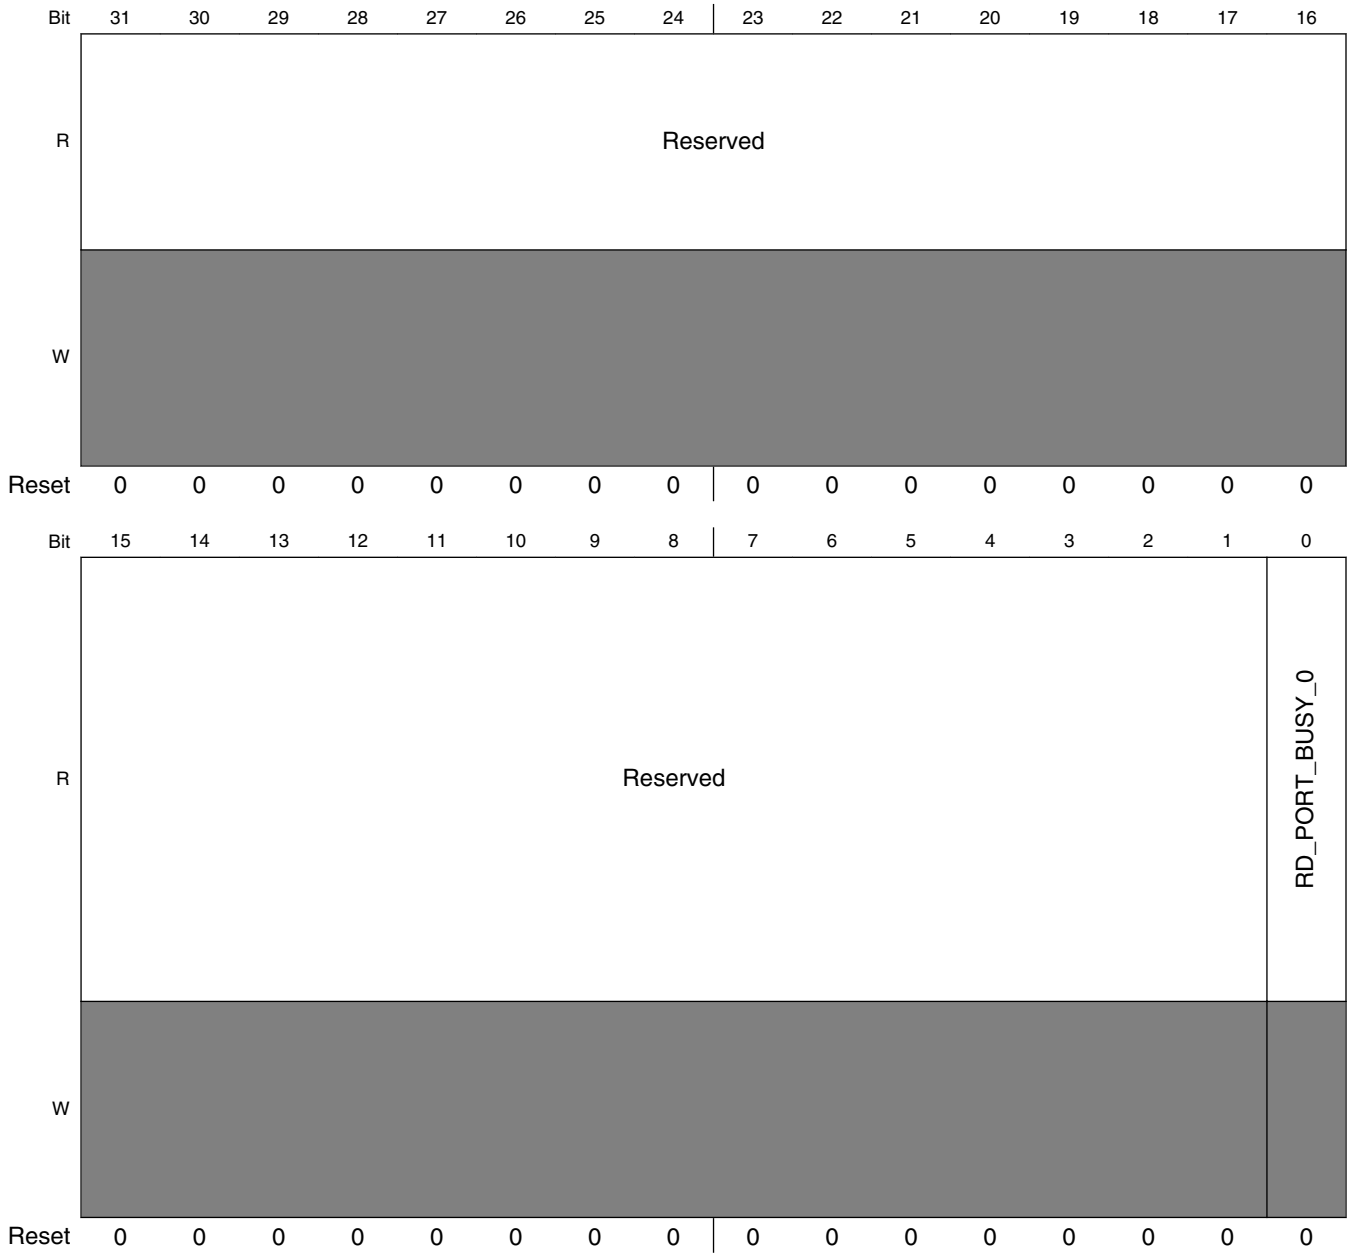 Bit 31 30 29 28 27 26 25 24 23 22 21 20 19 18 17 16
R Reserved
W
Reset 0 0 0 0 0 0 0 0 0 0 0 0 0 0 0 0
Bit 15 14 13 12 11 10 9 8 7 6 5 4 3 2 1 0
R Reserved RD_PORT_BUSY_0
W
Reset 0 0 0 0 0 0 0 0 0 0 0 0 0 0 0 0